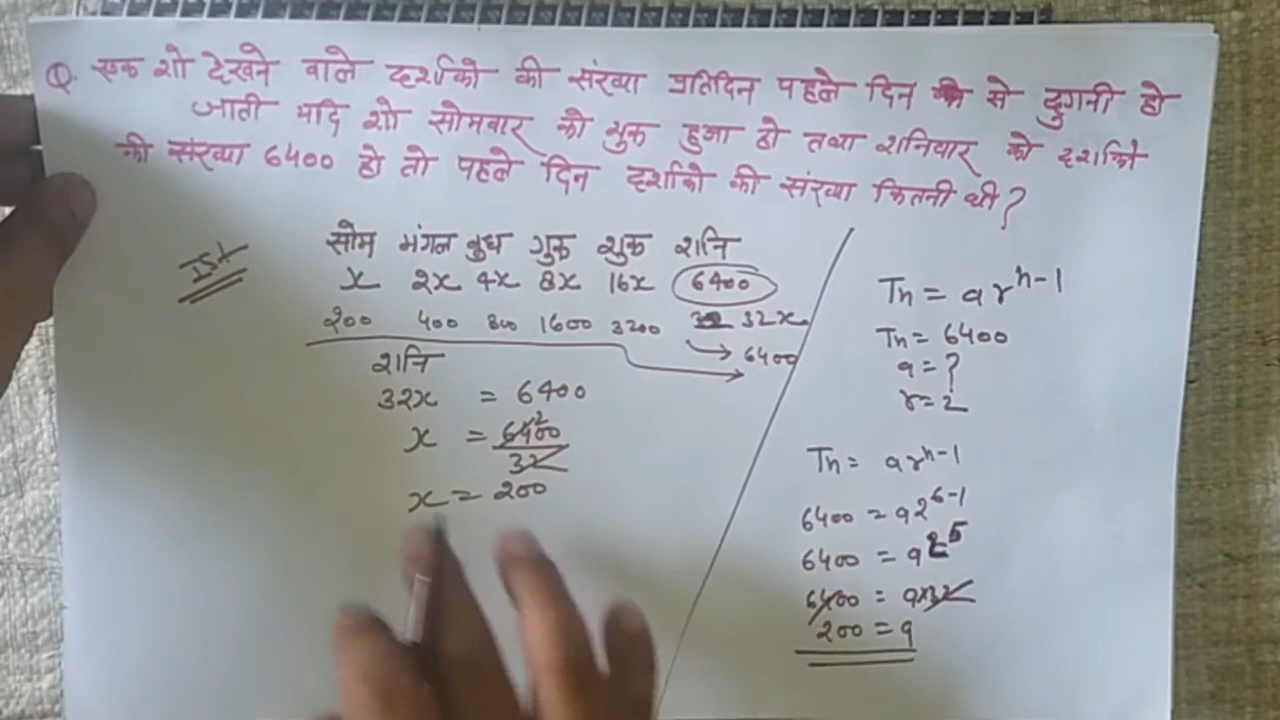 Q. एक शो देखने वाले दर्शको की संख्या प्रतिदिन पहले दिन से दुगनी हो
जाती यदि शो सोमवार को शुरू हुआ हो तथा शनिवार को दर्शको
की संख्या 6400 हो तो पहले दिन दर्शको की संख्या कितनी थी?
Ist
सोम मंगल बुध गुरू शुक्र शनि
x 2x 4x 8x 16x 6400
200 400 800 1600 3200 32x
→ 6400
शनि
32x = 6400
x = 6400/32
2
x = 200
Tn = ar^n-1
Tn = 6400
a = ?
r = 2
Tn = ar^n-1
6400 = a2^6-1
6400 = a2^5
6400 = a×32
200 = a